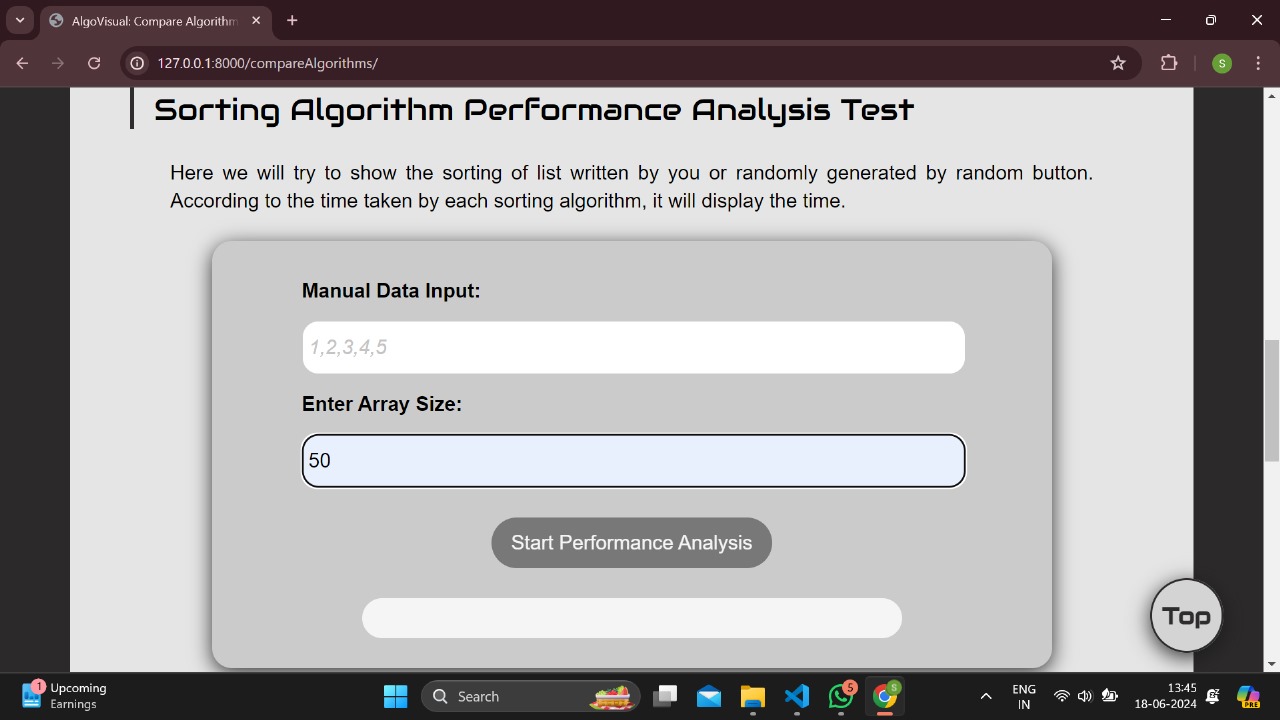 AlgoVisual: Compare Algorithm
127.0.0.1:8000/compareAlgorithms/
S
Sorting Algorithm Performance Analysis Test
Here we will try to show the sorting of list written by you or randomly generated by random button.
According to the time taken by each sorting algorithm, it will display the time.
Manual Data Input:
1,2,3,4,5
Enter Array Size:
50
Start Performance Analysis
Top
1
Upcoming
Earnings
Search
5
S
ENG
IN
13:45
18-06-2024
PRE